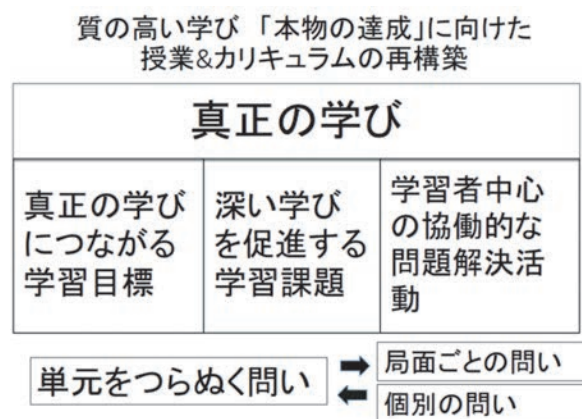 質の高い学び 「本物の達成」に向けた
授業&カリキュラムの再構築
真正の学び
真正の学び
につながる
学習目標
深い学び
を促進する
学習課題
学習者中心
の協働的な
問題解決活
動
単元をつらぬく問い
局面ごとの問い
個別の問い